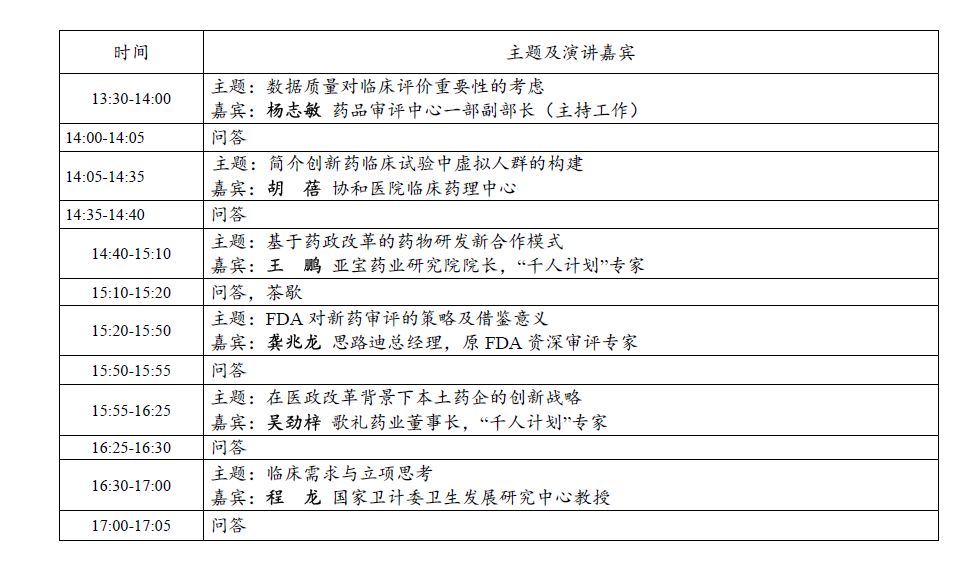 时间 主题及演讲嘉宾
13:30-14:00
主题：数据质量对临床评价重要性的考虑
嘉宾：杨志敏 药品审评中心一部副部长（主持工作）
14:00-14:05 问答
14:05-14:35
主题：简介创新药临床试验中虚拟人群的构建
嘉宾：胡　蓓 协和医院临床药理中心
14:35-14:40 问答
14:40-15:10
主题：基于药政改革的药物研发新合作模式
嘉宾：王　鹏 亚宝药业研究院院长，“千人计划”专家
15:10-15:20 问答，茶歇
15:20-15:50
主题：FDA 对新药审评的策略及借鉴意义
嘉宾：龚兆龙 思路迪总经理，原 FDA 资深审评专家
15:50-15:55 问答
15:55-16:25
主题：在医政改革背景下本土药企的创新战略
嘉宾：吴劲梓 歌礼药业董事长，“千人计划”专家
16:25-16:30 问答
16:30-17:00
主题：临床需求与立项思考
嘉宾：程　龙 国家卫计委卫生发展研究中心教授
17:00-17:05 问答